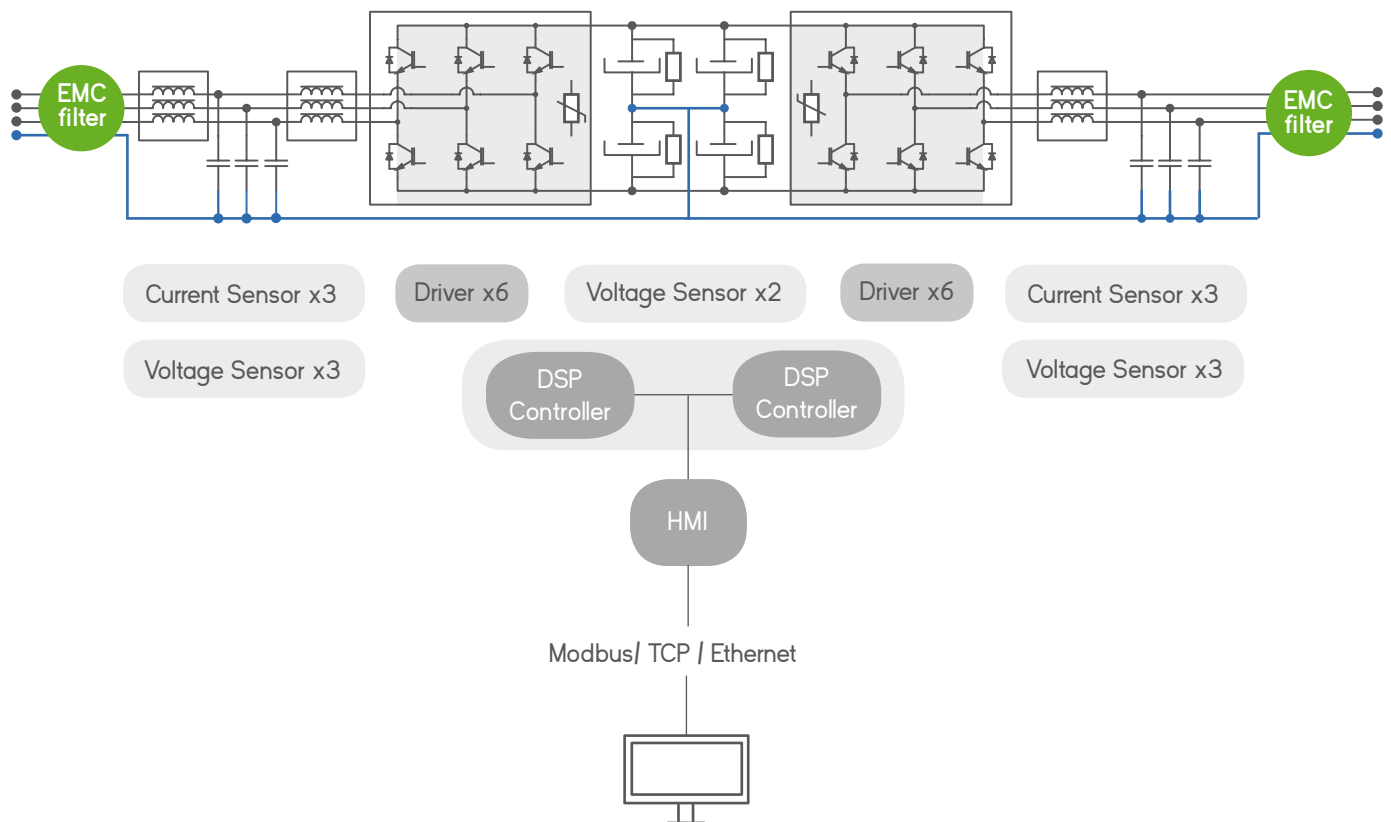 EMC
filter
EMC
filter
Current Sensor x3
Driver x6
Voltage Sensor x2
Driver x6
Current Sensor x3
Voltage Sensor x3
Voltage Sensor x3
DSP
Controller
DSP
Controller
HMI
Modbus/ TCP / Ethernet